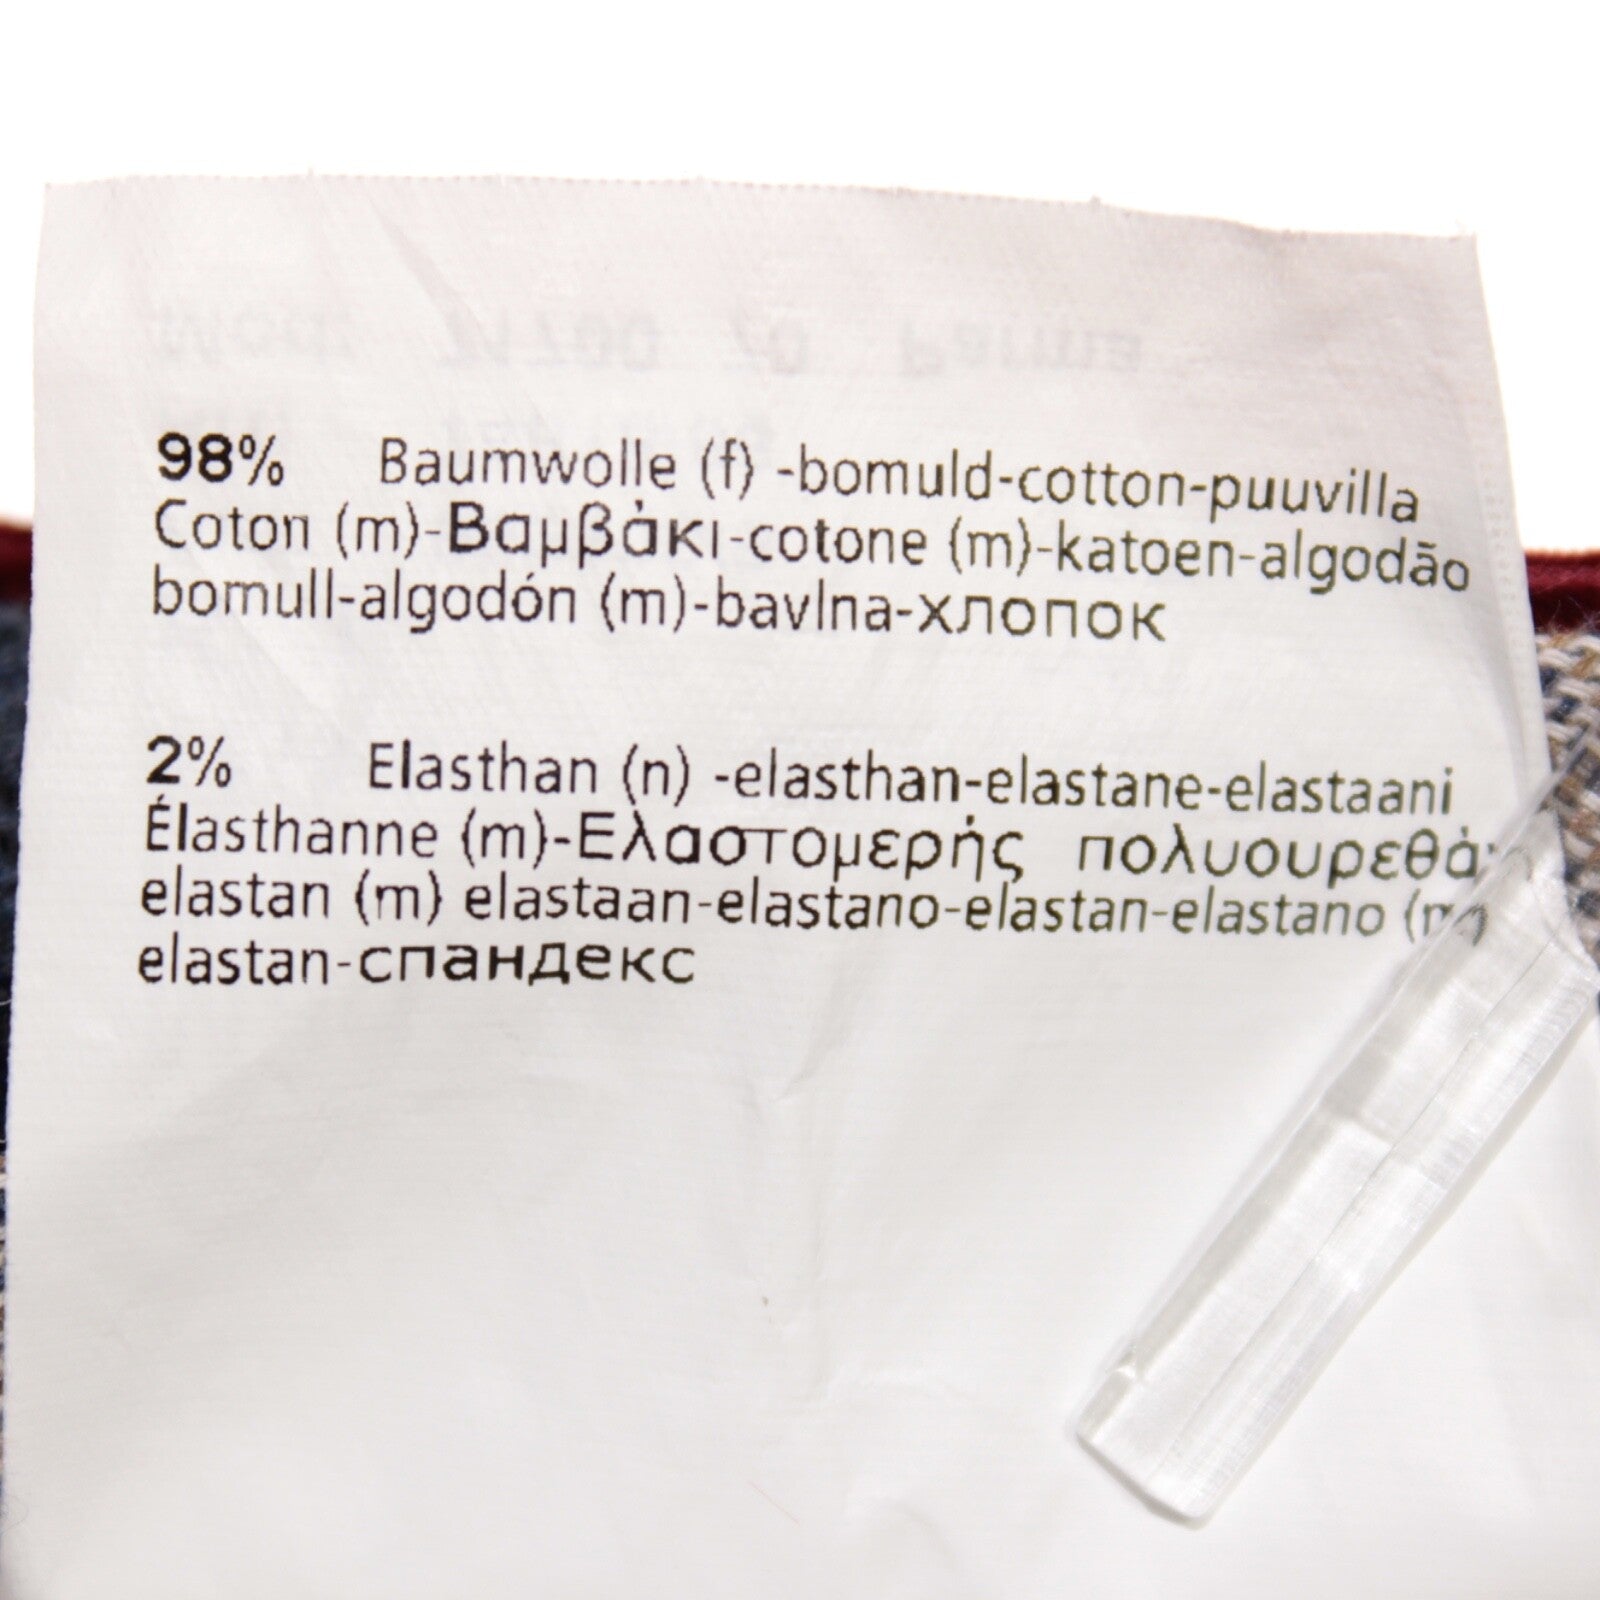 98% Baumwolle (f) -bomuld-cotton-puuvilla
Coton (m)-Βαμβάκι-cotone (m)-katoen-algodão
bomull-algodón (m)-bavlna-хлопок
2% Elasthan (n) -elasthan-elastane-elastaani
Élasthanne (m)-Ελαστομερής
elastan (m) elastaan-elastano-elastan-elastano
elastan-спандекс